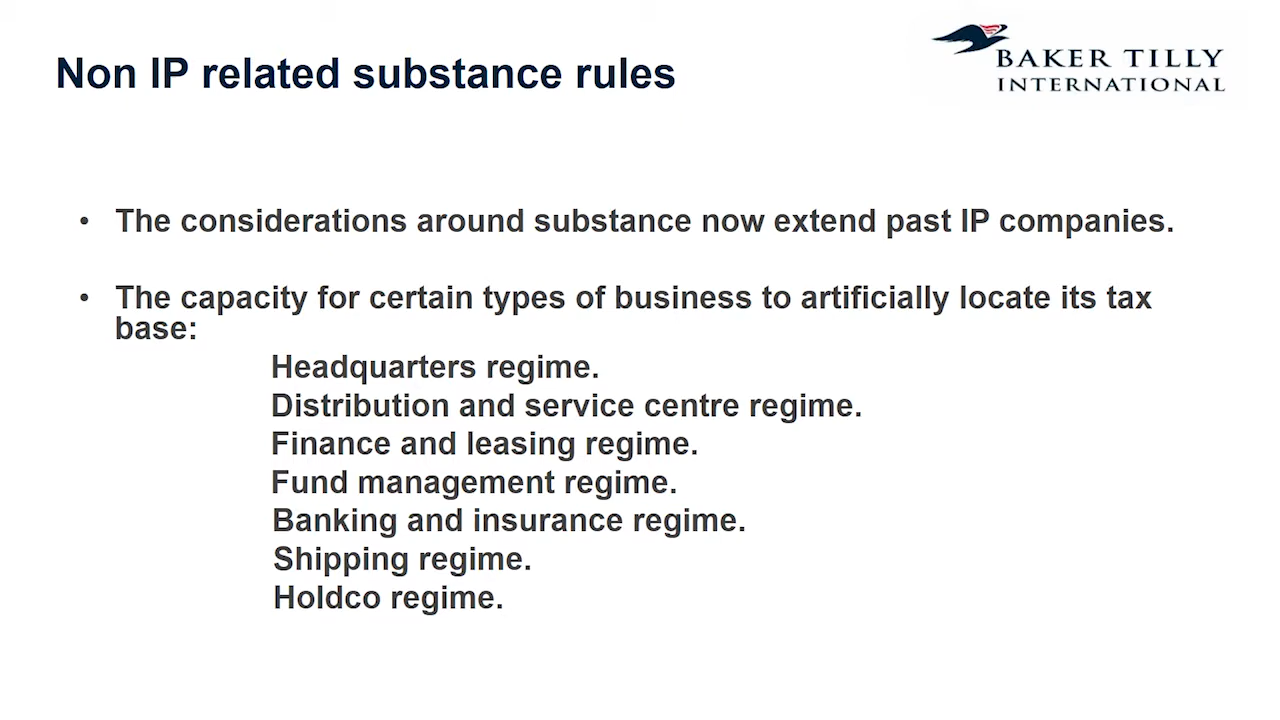 Non IP related substance rules
BAKER TILLY
INTERNATIONAL
• The considerations around substance now extend past IP companies.
• The capacity for certain types of business to artificially locate its tax
base:
Headquarters regime.
Distribution and service centre regime.
Finance and leasing regime.
Fund management regime.
Banking and insurance regime.
Shipping regime.
Holdco regime.